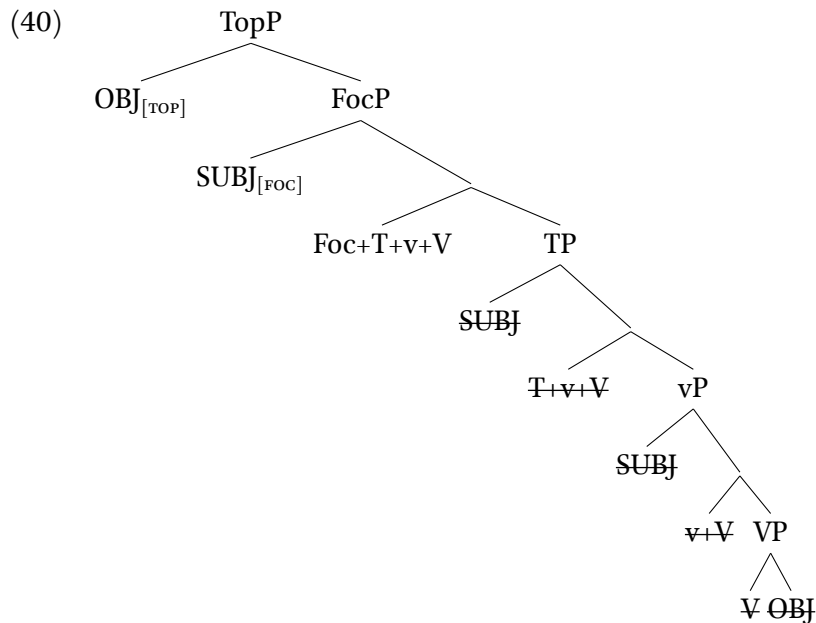 (40) TopP
OBJ[TOP] FocP
SUBJ[FOC]
Foc+T+v+V TP
SUBJ
T+v+V vP
SUBJ
v+V VP
V OBJ